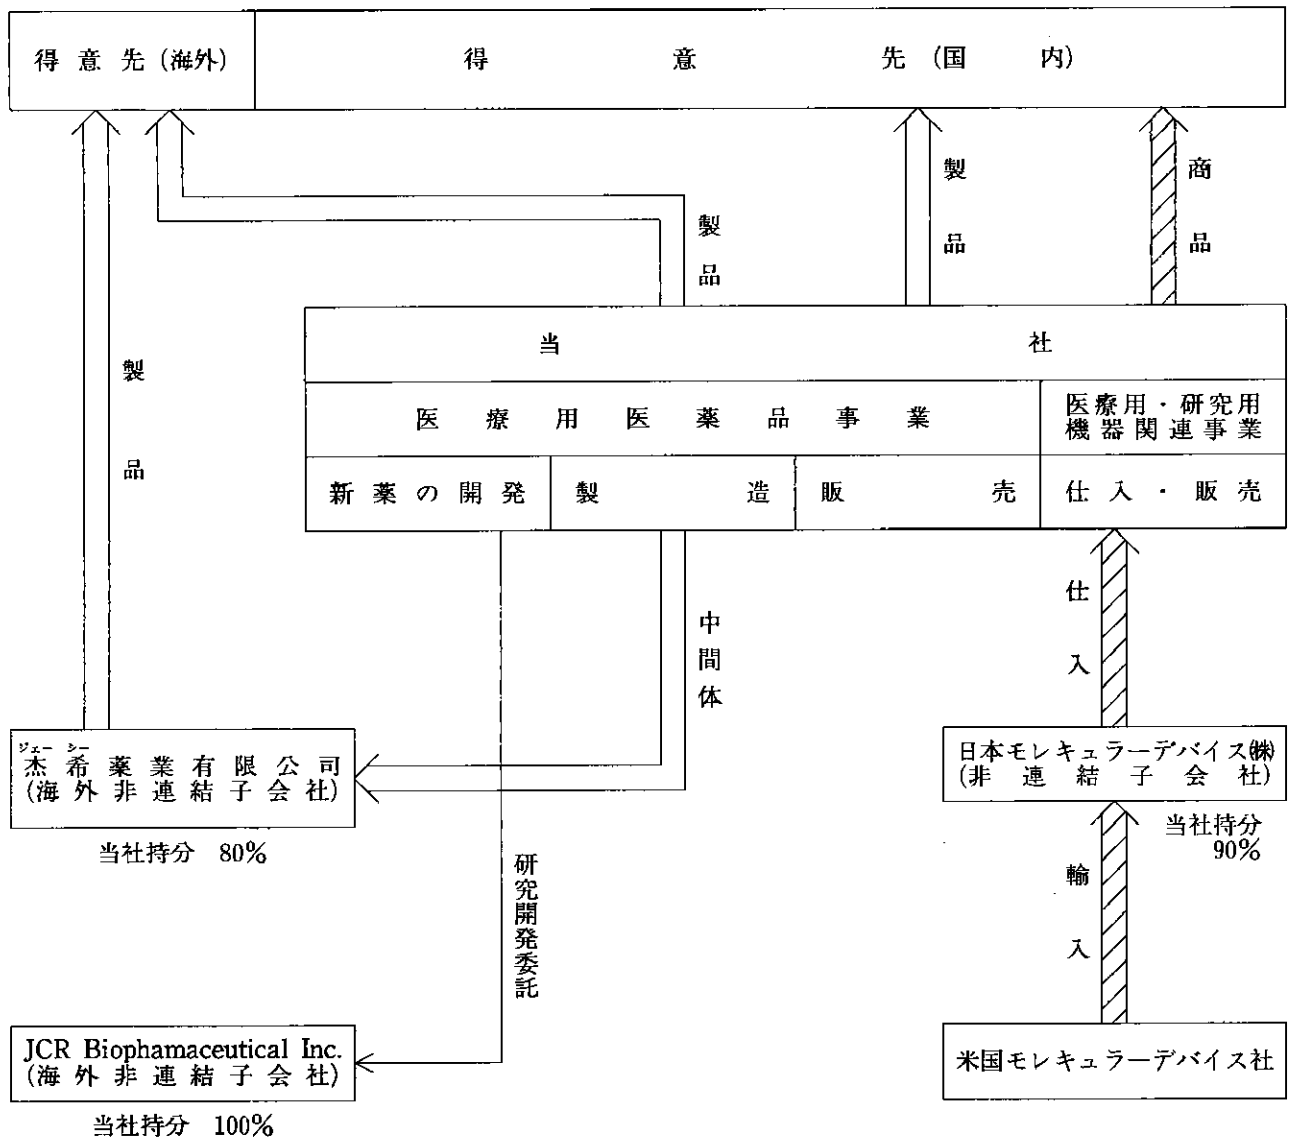 得意先(海外)
得意先(国内)
製品
商品
製品
製品
当社
医療用医薬品事業
医療用・研究用
機器関連事業
新薬の開発
製造
販売
仕入・販売
仕入
中間体
ジェー シー
杰希薬業有限公司
(海外非連結子会社)
当社持分 80%
日本モレキュラーデバイス㈱
(非連結子会社)
当社持分
90%
輸入
研究開発委託
JCR Biophamaceutical Inc.
(海外非連結子会社)
当社持分 100%
米国モレキュラーデバイス社